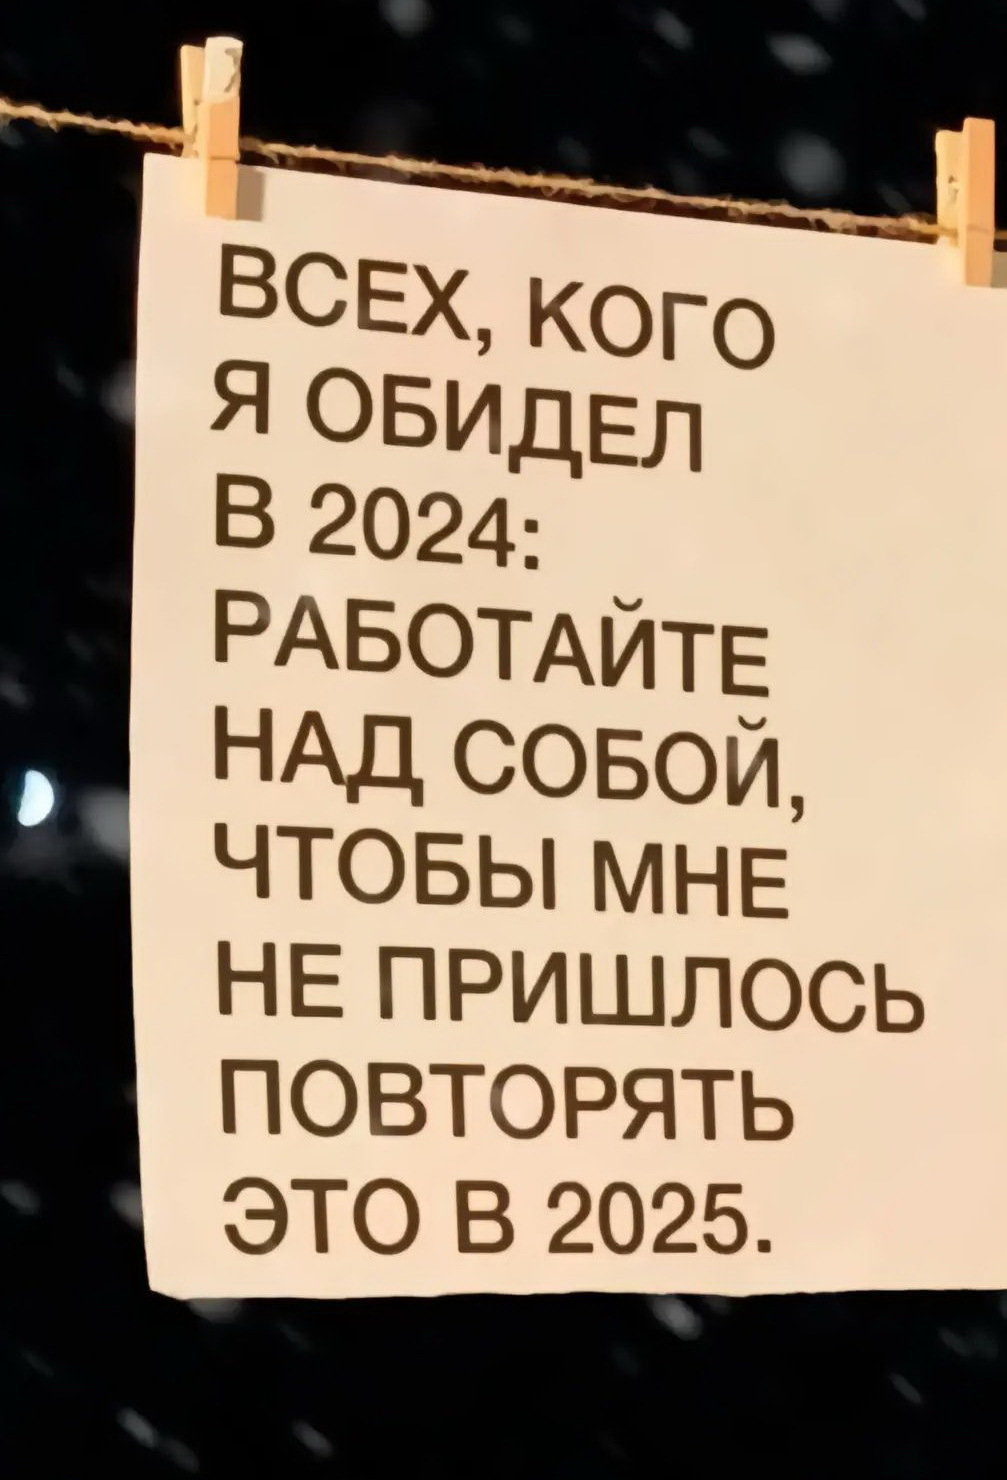 ВСЕХ, КОГО
Я ОБИДЕЛ
В 2024:
РАБОТАЙТЕ
НАД СОБОЙ,
ЧТОБЫ МНЕ
НЕ ПРИШЛОСЬ
ПОВТОРЯТЬ
ЭТО В 2025.